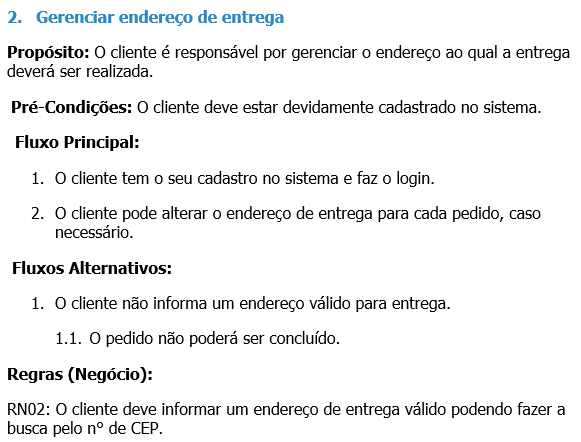 2. Gerenciar endereço de entrega
Propósito: O cliente é responsável por gerenciar o endereço ao qual a entrega
deverá ser realizada.
Pré-Condições: O cliente deve estar devidamente cadastrado no sistema.
Fluxo Principal:
1. O cliente tem o seu cadastro no sistema e faz o login.
2. O cliente pode alterar o endereço de entrega para cada pedido, caso
necessário.
Fluxos Alternativos:
1. O cliente não informa um endereço válido para entrega.
1.1. O pedido não poderá ser concluído.
Regras (Negócio):
RN02: O cliente deve informar um endereço de entrega válido podendo fazer a
busca pelo n° de CEP.